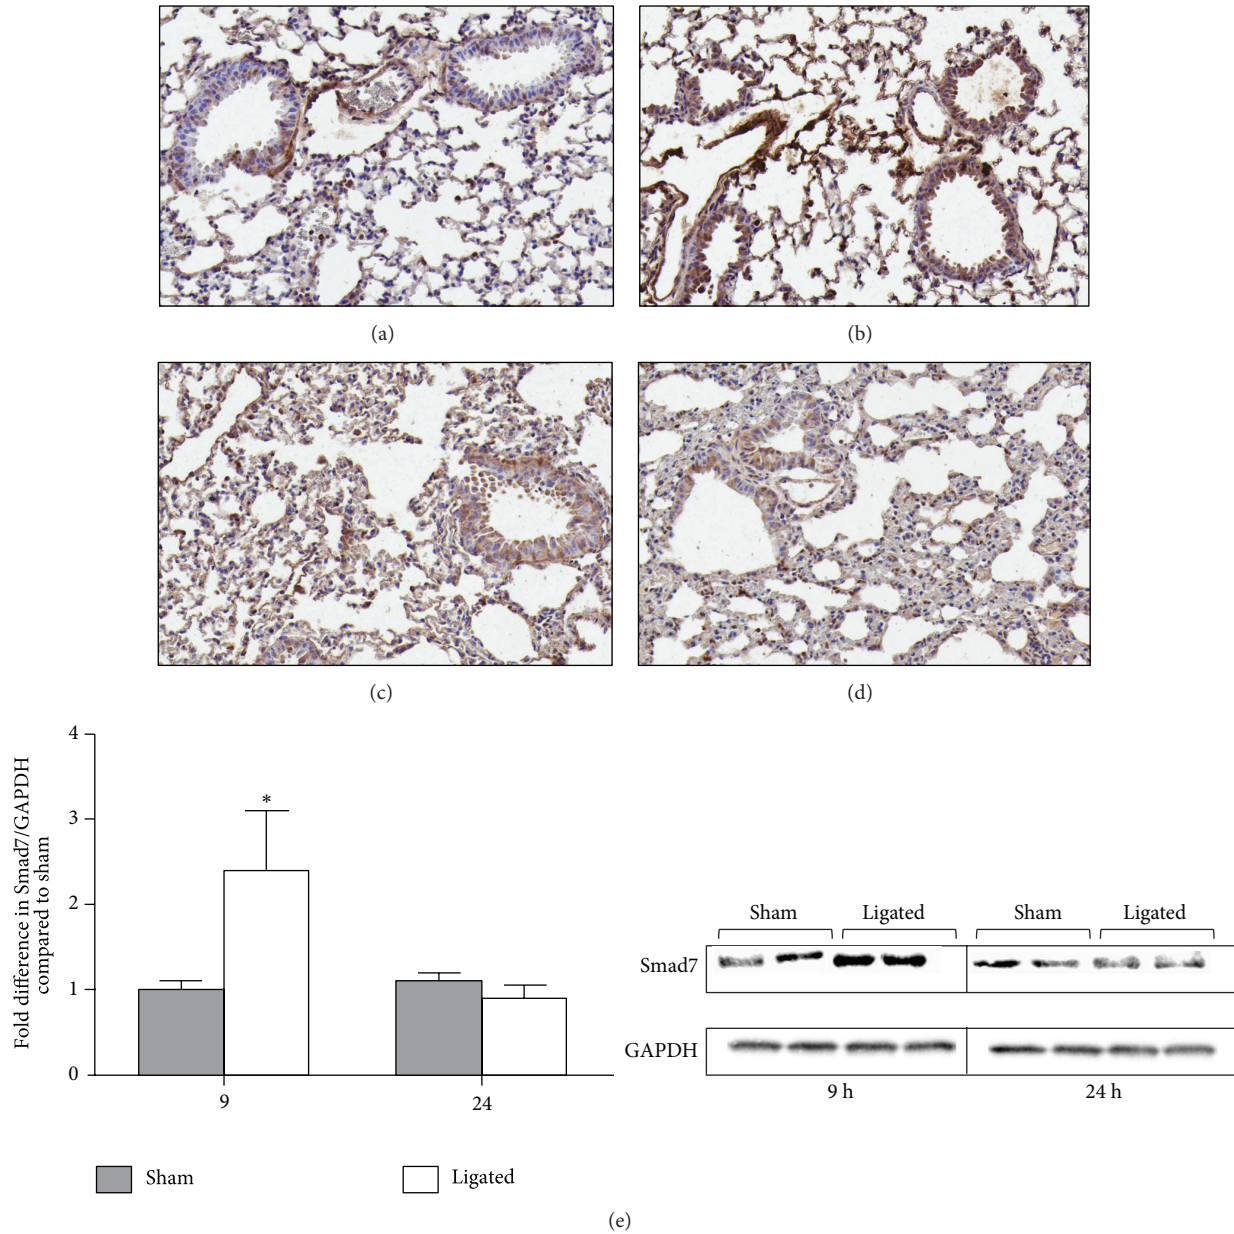 (a)
(b)
(c)
(d)
Fold difference in Smad7/GAPDH
compared to sham
4
3
2
1
0
*
9
24
Sham
Ligated
Sham
Ligated
Sham
Ligated
Smad7
GAPDH
9 h
24 h
(e)